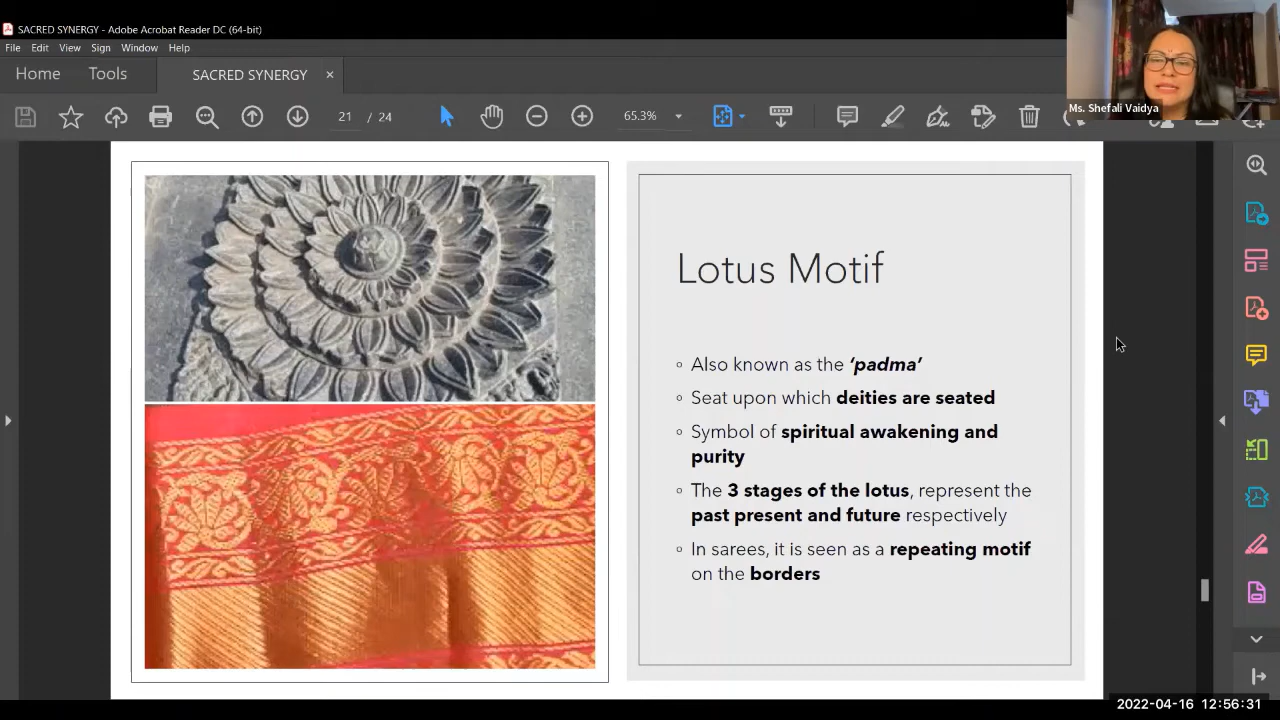 SACRED SYNERGY - Adobe Acrobat Reader DC (64-bit)
File Edit View Sign Window Help
Home Tools SACRED SYNERGY ×
21 / 24 65.3%
Ms. Shefali Vaidya
Lotus Motif
Also known as the ‘padma’
Seat upon which deities are seated
Symbol of spiritual awakening and
purity
The 3 stages of the lotus, represent the
past present and future respectively
In sarees, it is seen as a repeating motif
on the borders
2022-04-16 12:56:31